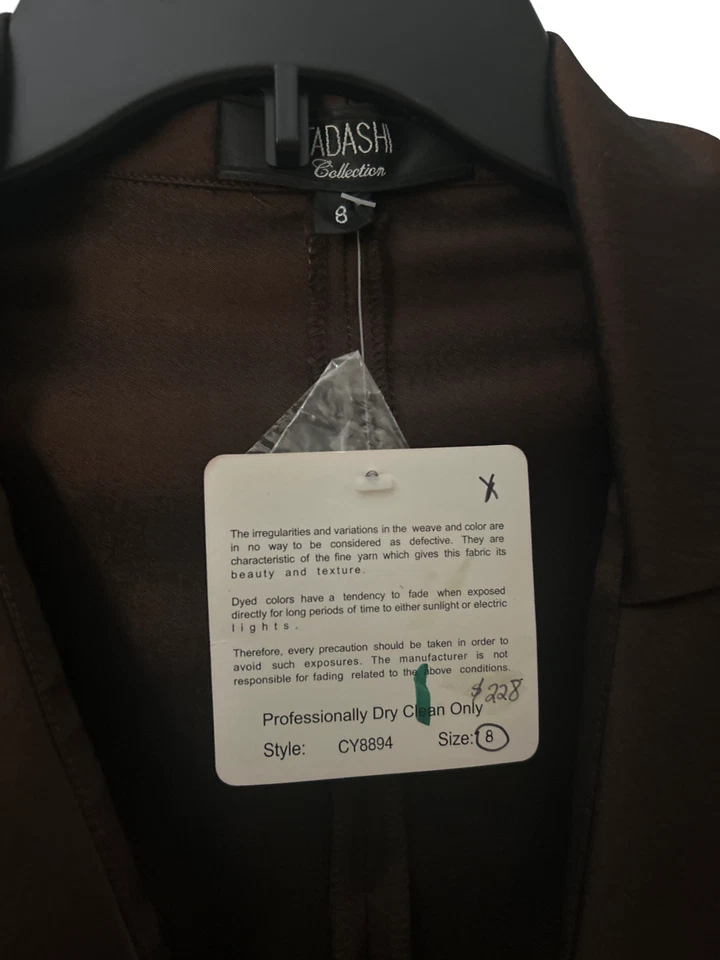 TADASHI
Collection
8
X
The irregularities and variations in the weave and color are
in no way to be considered as defective. They are
characteristic of the fine yarn which gives this fabric its
beauty and texture.
Dyed colors have a tendency to fade when exposed
directly for long periods of time to either sunlight or electric
lights.
Therefore, every precaution should be taken in order to
avoid such exposures. The manufacturer is not
responsible for fading related to the above conditions.
$228
Professionally Dry Clean Only
Style: CY8894 Size: 8